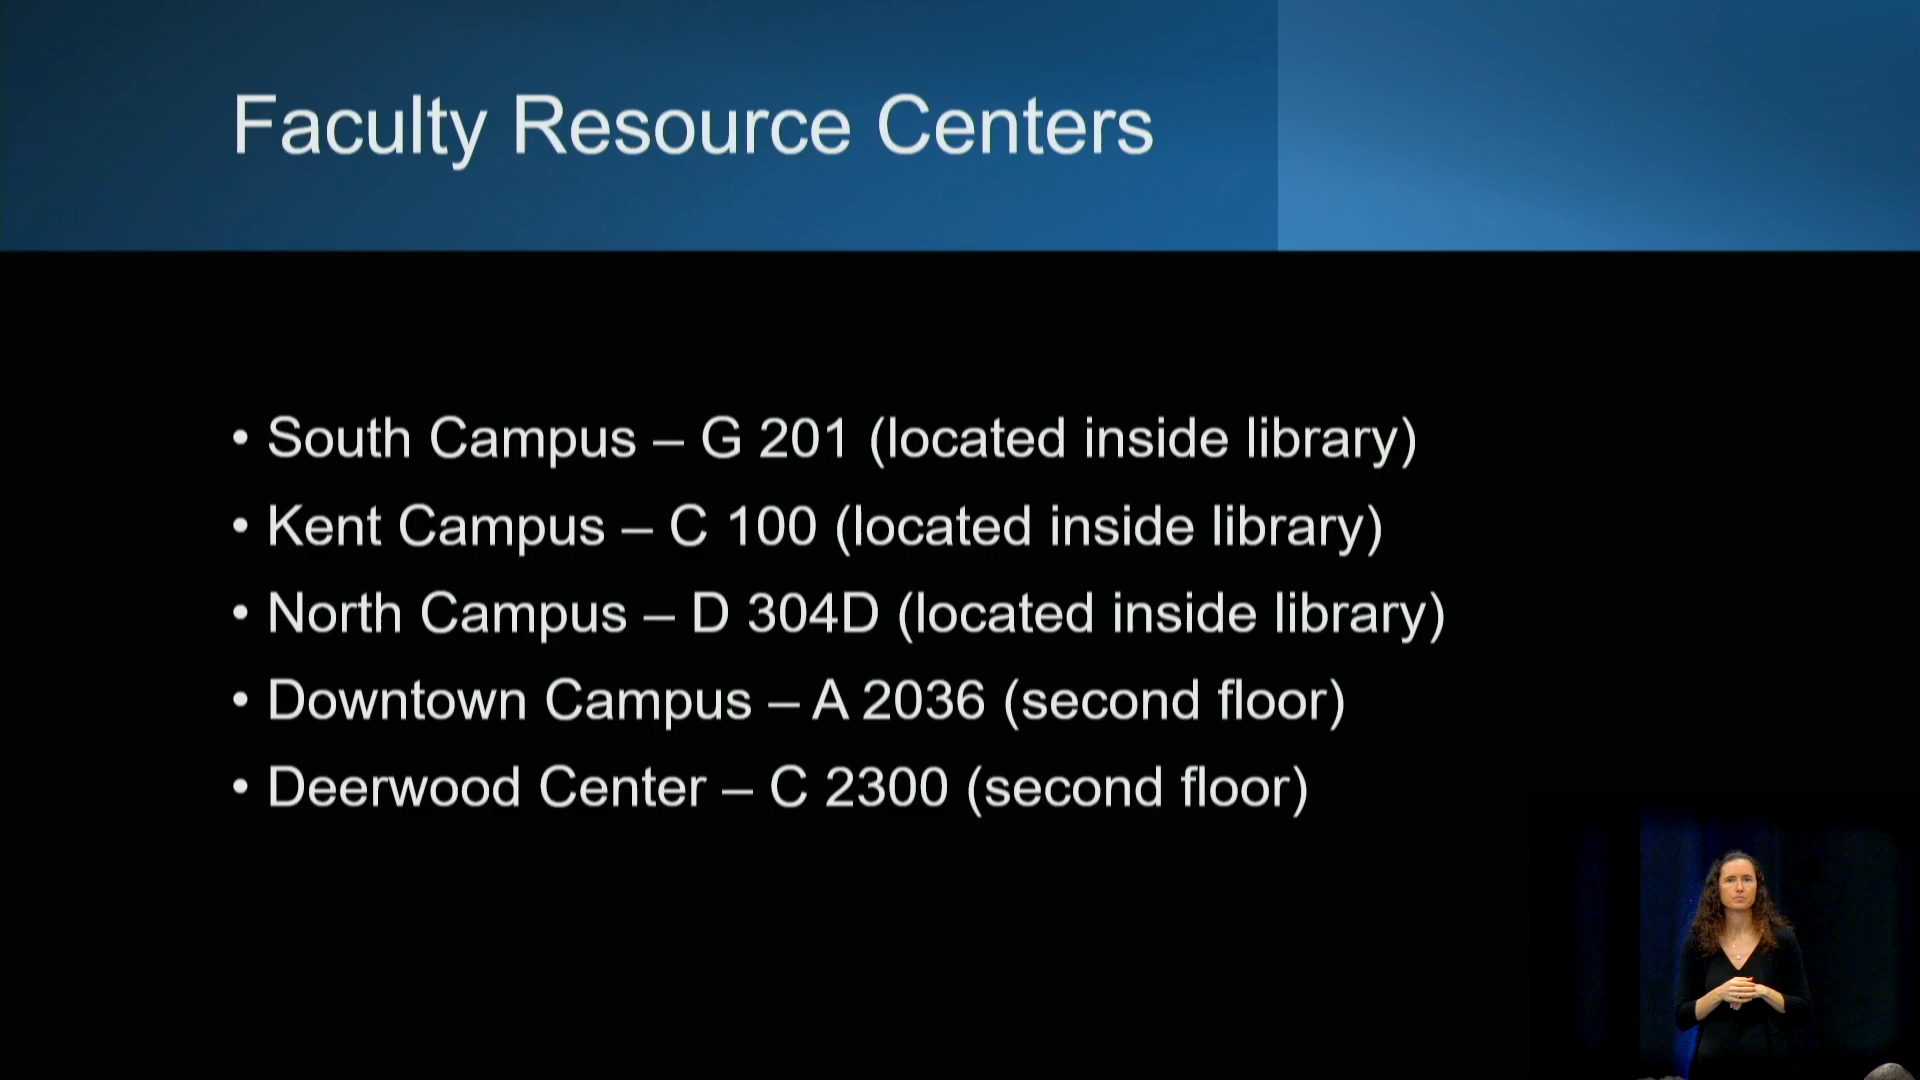 Faculty Resource Centers
• South Campus – G 201 (located inside library)
• Kent Campus – C 100 (located inside library)
• North Campus – D 304D (located inside library)
• Downtown Campus – A 2036 (second floor)
• Deerwood Center – C 2300 (second floor)